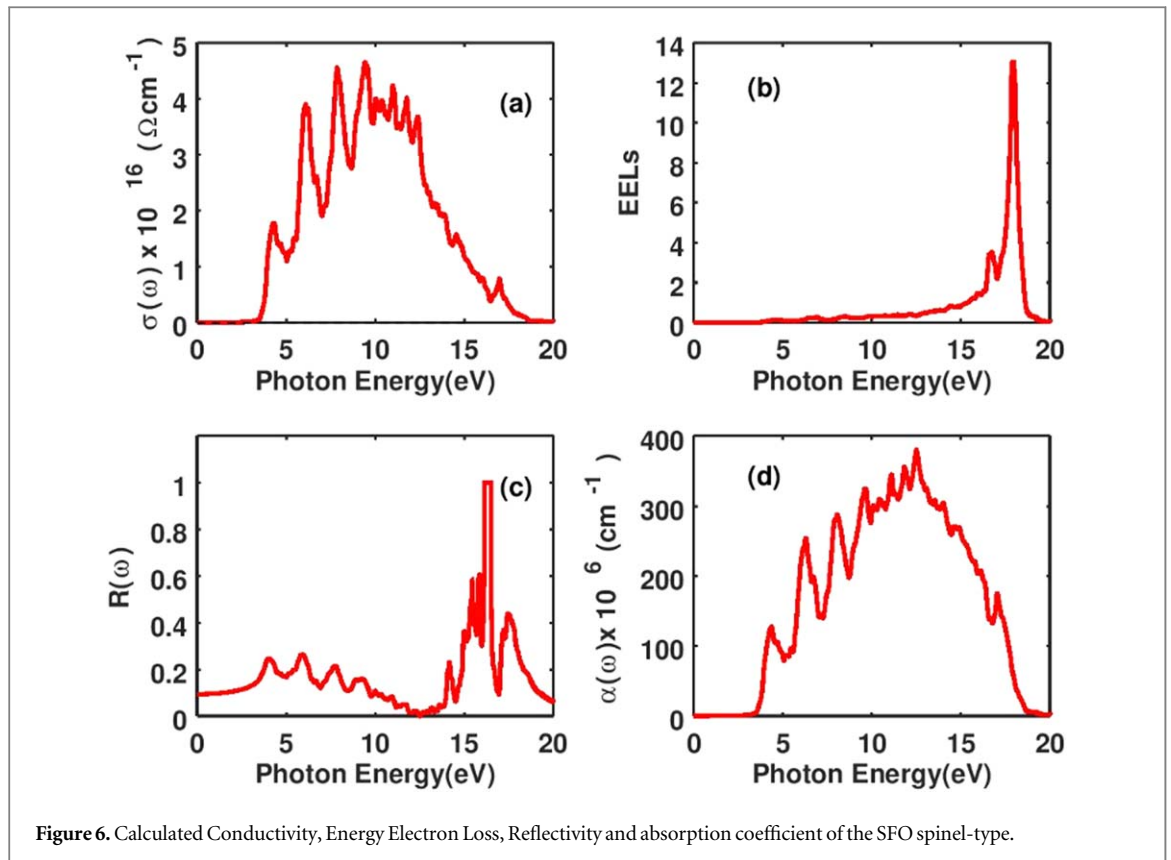 5
4
3
2
1
0
σ(ω) x 10 16 (Ωcm-1)
(a)
0 5 10 15 20
Photon Energy(eV)
14
12
10
8
6
4
2
0
EELs
(b)
0 5 10 15 20
Photon Energy(eV)
1
0.8
0.6
0.4
0.2
0
R(ω)
(c)
0 5 10 15 20
Photon Energy(eV)
400
300
200
100
0
α(ω)x 10 6 (cm-1)
(d)
0 5 10 15 20
Photon Energy(eV)
Figure 6. Calculated Conductivity, Energy Electron Loss, Reflectivity and absorption coefficient of the SFO spinel-type.